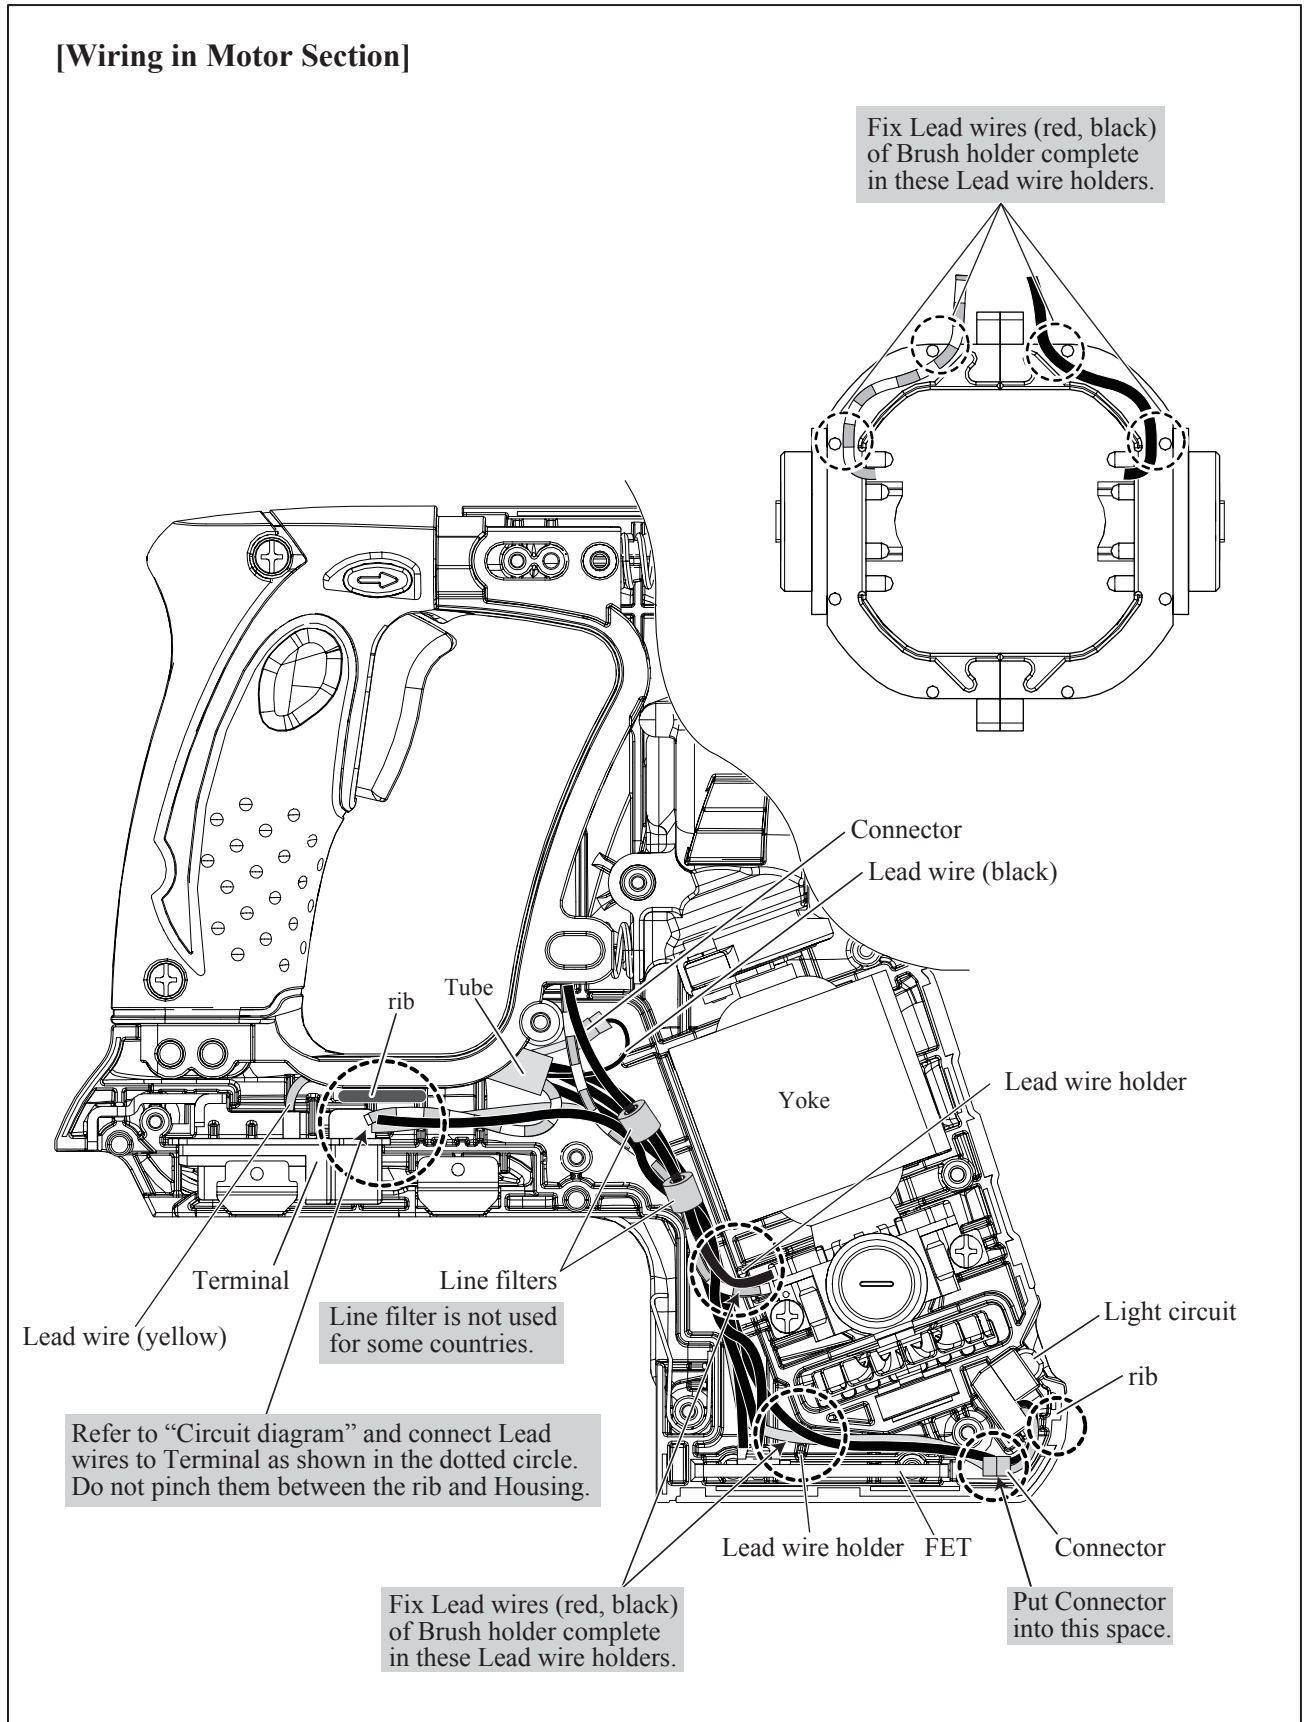 [Wiring in Motor Section]
Fix Lead wires (red, black)
of Brush holder complete
in these Lead wire holders.
Connector
Lead wire (black)
rib
Tube
Lead wire holder
Yoke
Terminal
Line filters
Light circuit
Lead wire (yellow)
Line filter is not used
for some countries.
rib
Refer to “Circuit diagram” and connect Lead
wires to Terminal as shown in the dotted circle.
Do not pinch them between the rib and Housing.
Lead wire holder
FET
Connector
Fix Lead wires (red, black)
of Brush holder complete
in these Lead wire holders.
Put Connector
into this space.